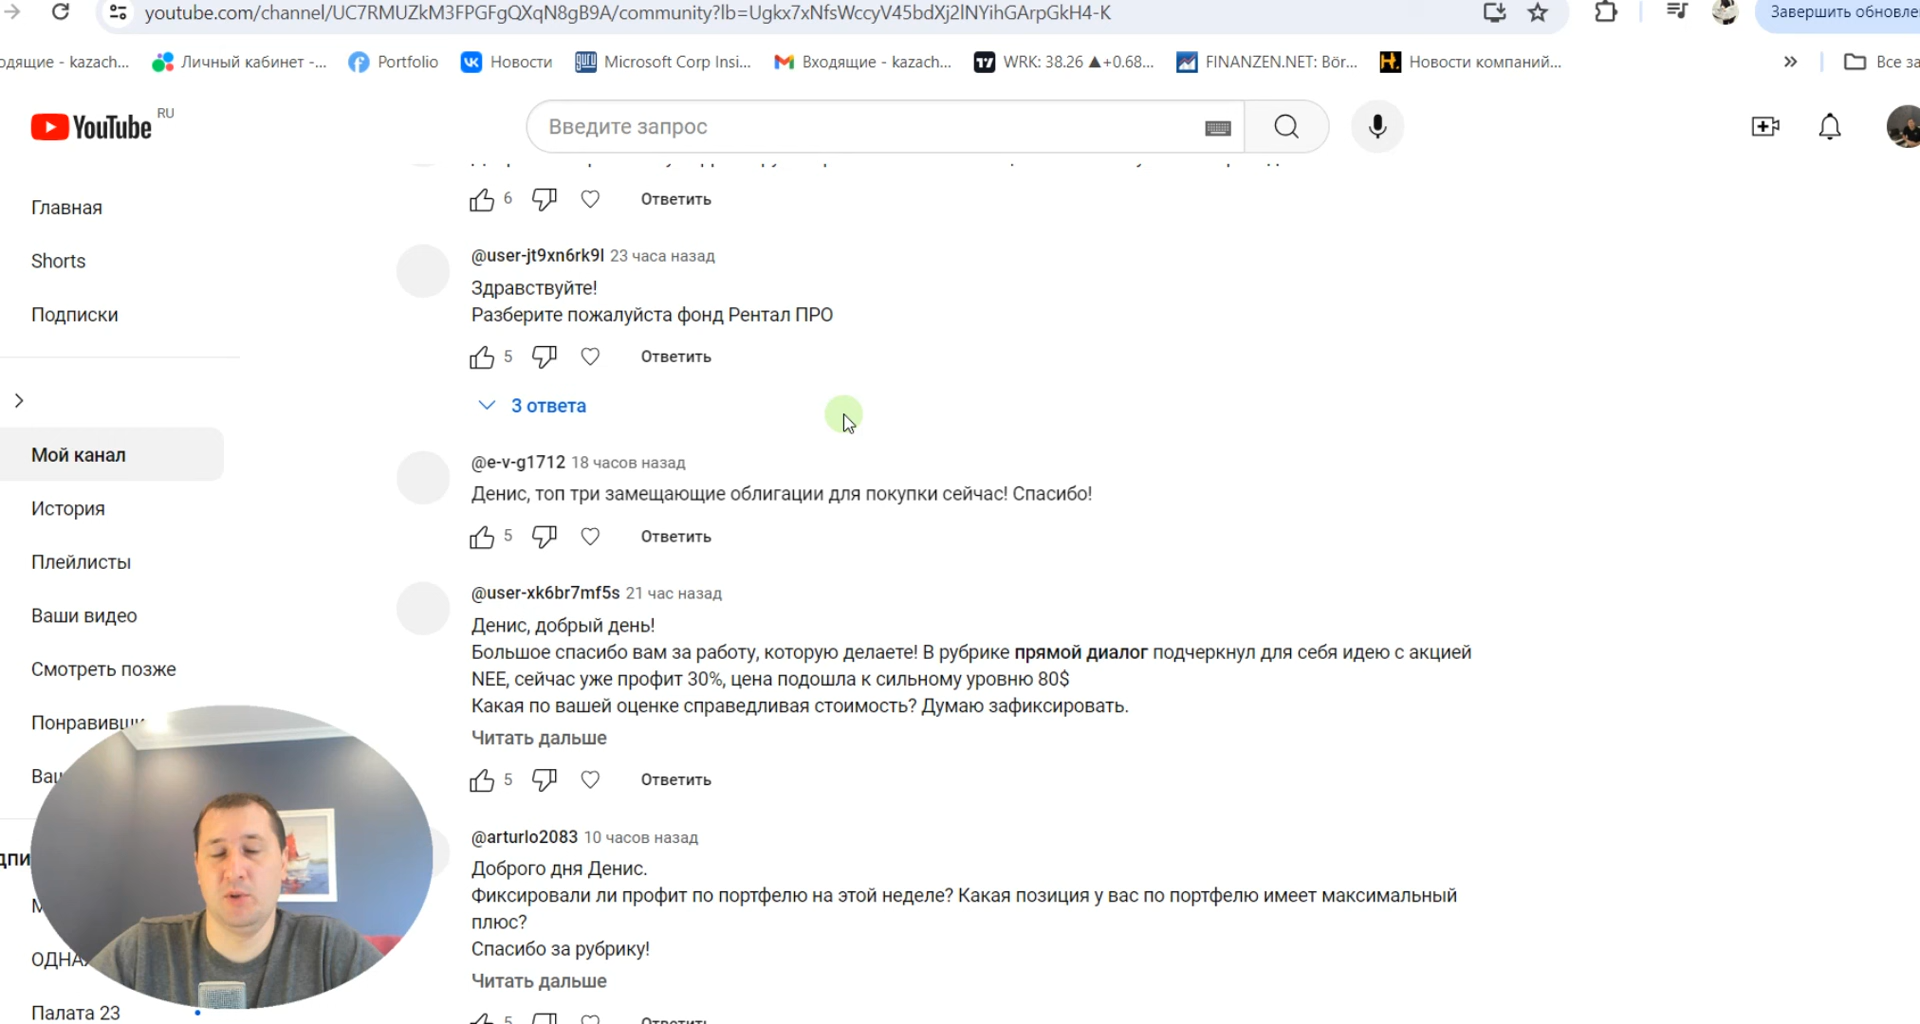 youtube.com/channel/UC7RMUZkM3FPGFgQXqN8gB9A/community?lb=Ugkx7xNfsWccyV45bdXj2lNYihGArpGkH4-K
Завершить обновле
одящие - kazach... Личный кабинет -... Portfolio Новости Microsoft Corp Insi... Входящие - kazach... WRK: 38.26 ▲+0.68... FINANZEN.NET: Bör... Новости компаний... » Все за
YouTube RU
Введите запрос
6 Ответить
Главная
@user-jt9xn6rk9l 23 часа назад
Shorts
Здравствуйте!
Подписки
Разберите пожалуйста фонд Рентал ПРО
5 Ответить
3 ответа
Мой канал
@e-v-g1712 18 часов назад
Денис, топ три замещающие облигации для покупки сейчас! Спасибо!
История
5 Ответить
Плейлисты
@user-xk6br7mf5s 21 час назад
Ваши видео
Денис, добрый день!
Большое спасибо вам за работу, которую делаете! В рубрике прямой диалог подчеркнул для себя идею с акцией
Смотреть позже
NEE, сейчас уже профит 30%, цена подошла к сильному уровню 80$
Какая по вашей оценке справедливая стоимость? Думаю зафиксировать.
Понравивши
Читать дальше
Ваш
5 Ответить
@arturlo2083 10 часов назад
Доброго дня Денис.
Фиксировали ли профит по портфелю на этой неделе? Какая позиция у вас по портфелю имеет максимальный
плюс?
Спасибо за рубрику!
ОДНА
Читать дальше
Палата 23
5 Ответить